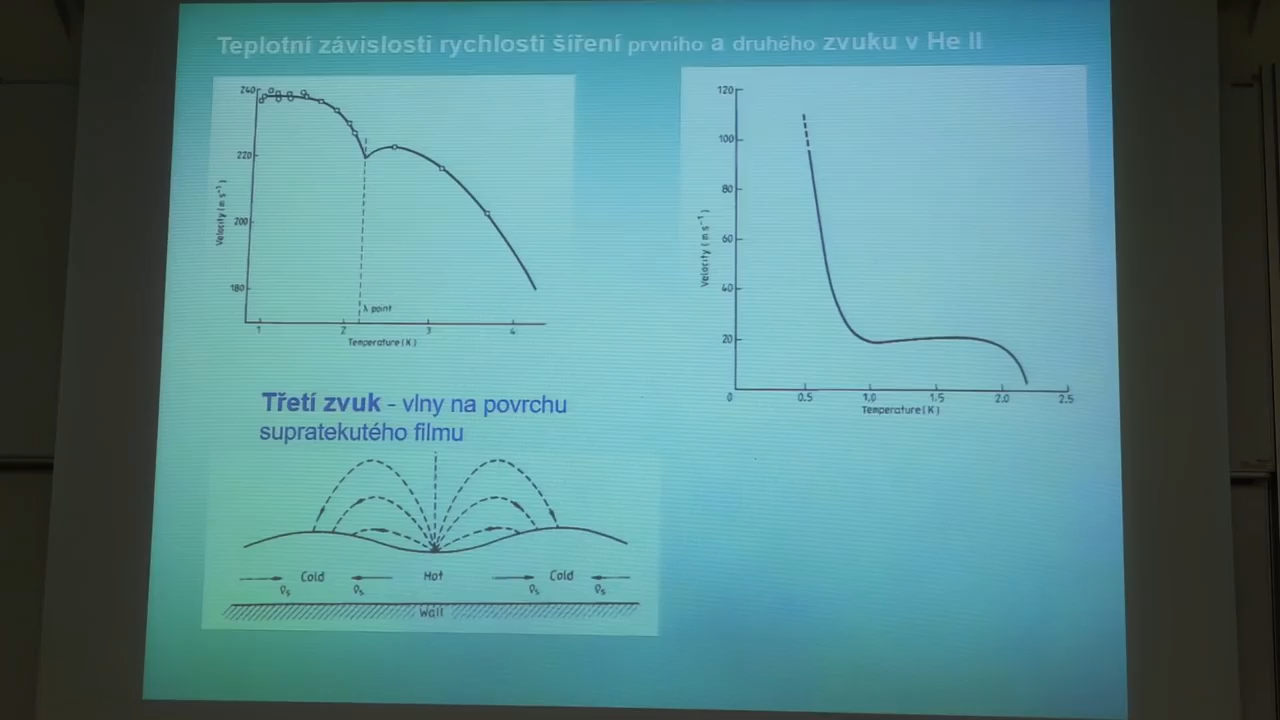 Teplotní závislosti rychlosti šíření prvního a druhého zvuku v He II
240
220
200
180
Velocity (m s⁻¹)
λ point
1 2 3 4
Temperature (K)
120
100
80
60
40
20
0
Velocity (m s⁻¹)
0.5 1.0 1.5 2.0 2.5
Temperature (K)
Třetí zvuk - vlny na povrchu
supratekutého filmu
Cold Hot Cold
ρs ρs ρs ρs
Wall